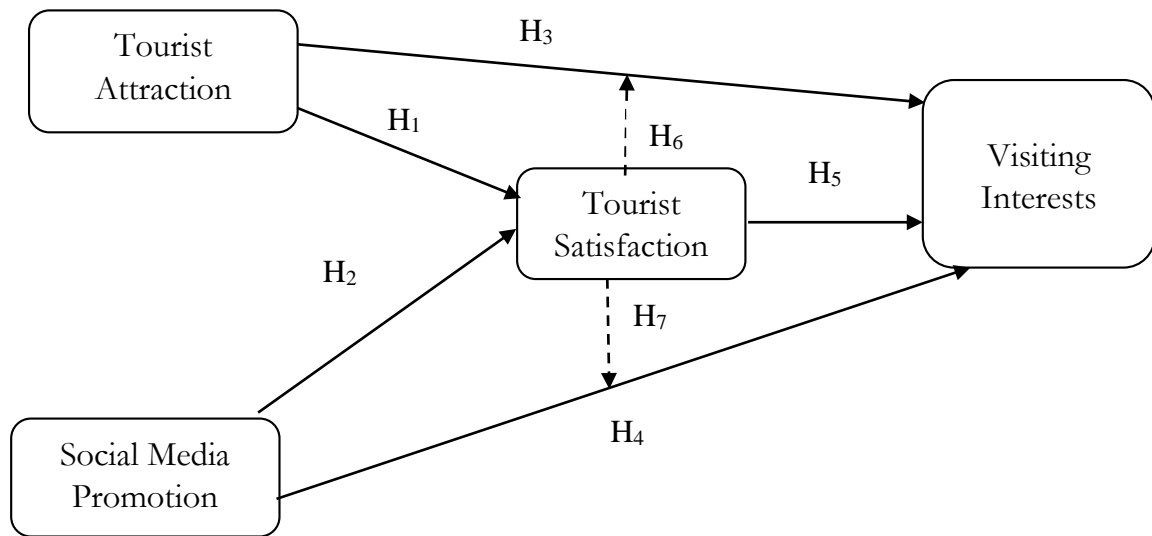 Tourist
Attraction
H₃
H₁
H₆
Visiting
Interests
H₅
Tourist
Satisfaction
H₂
H₇
H₄
Social Media
Promotion